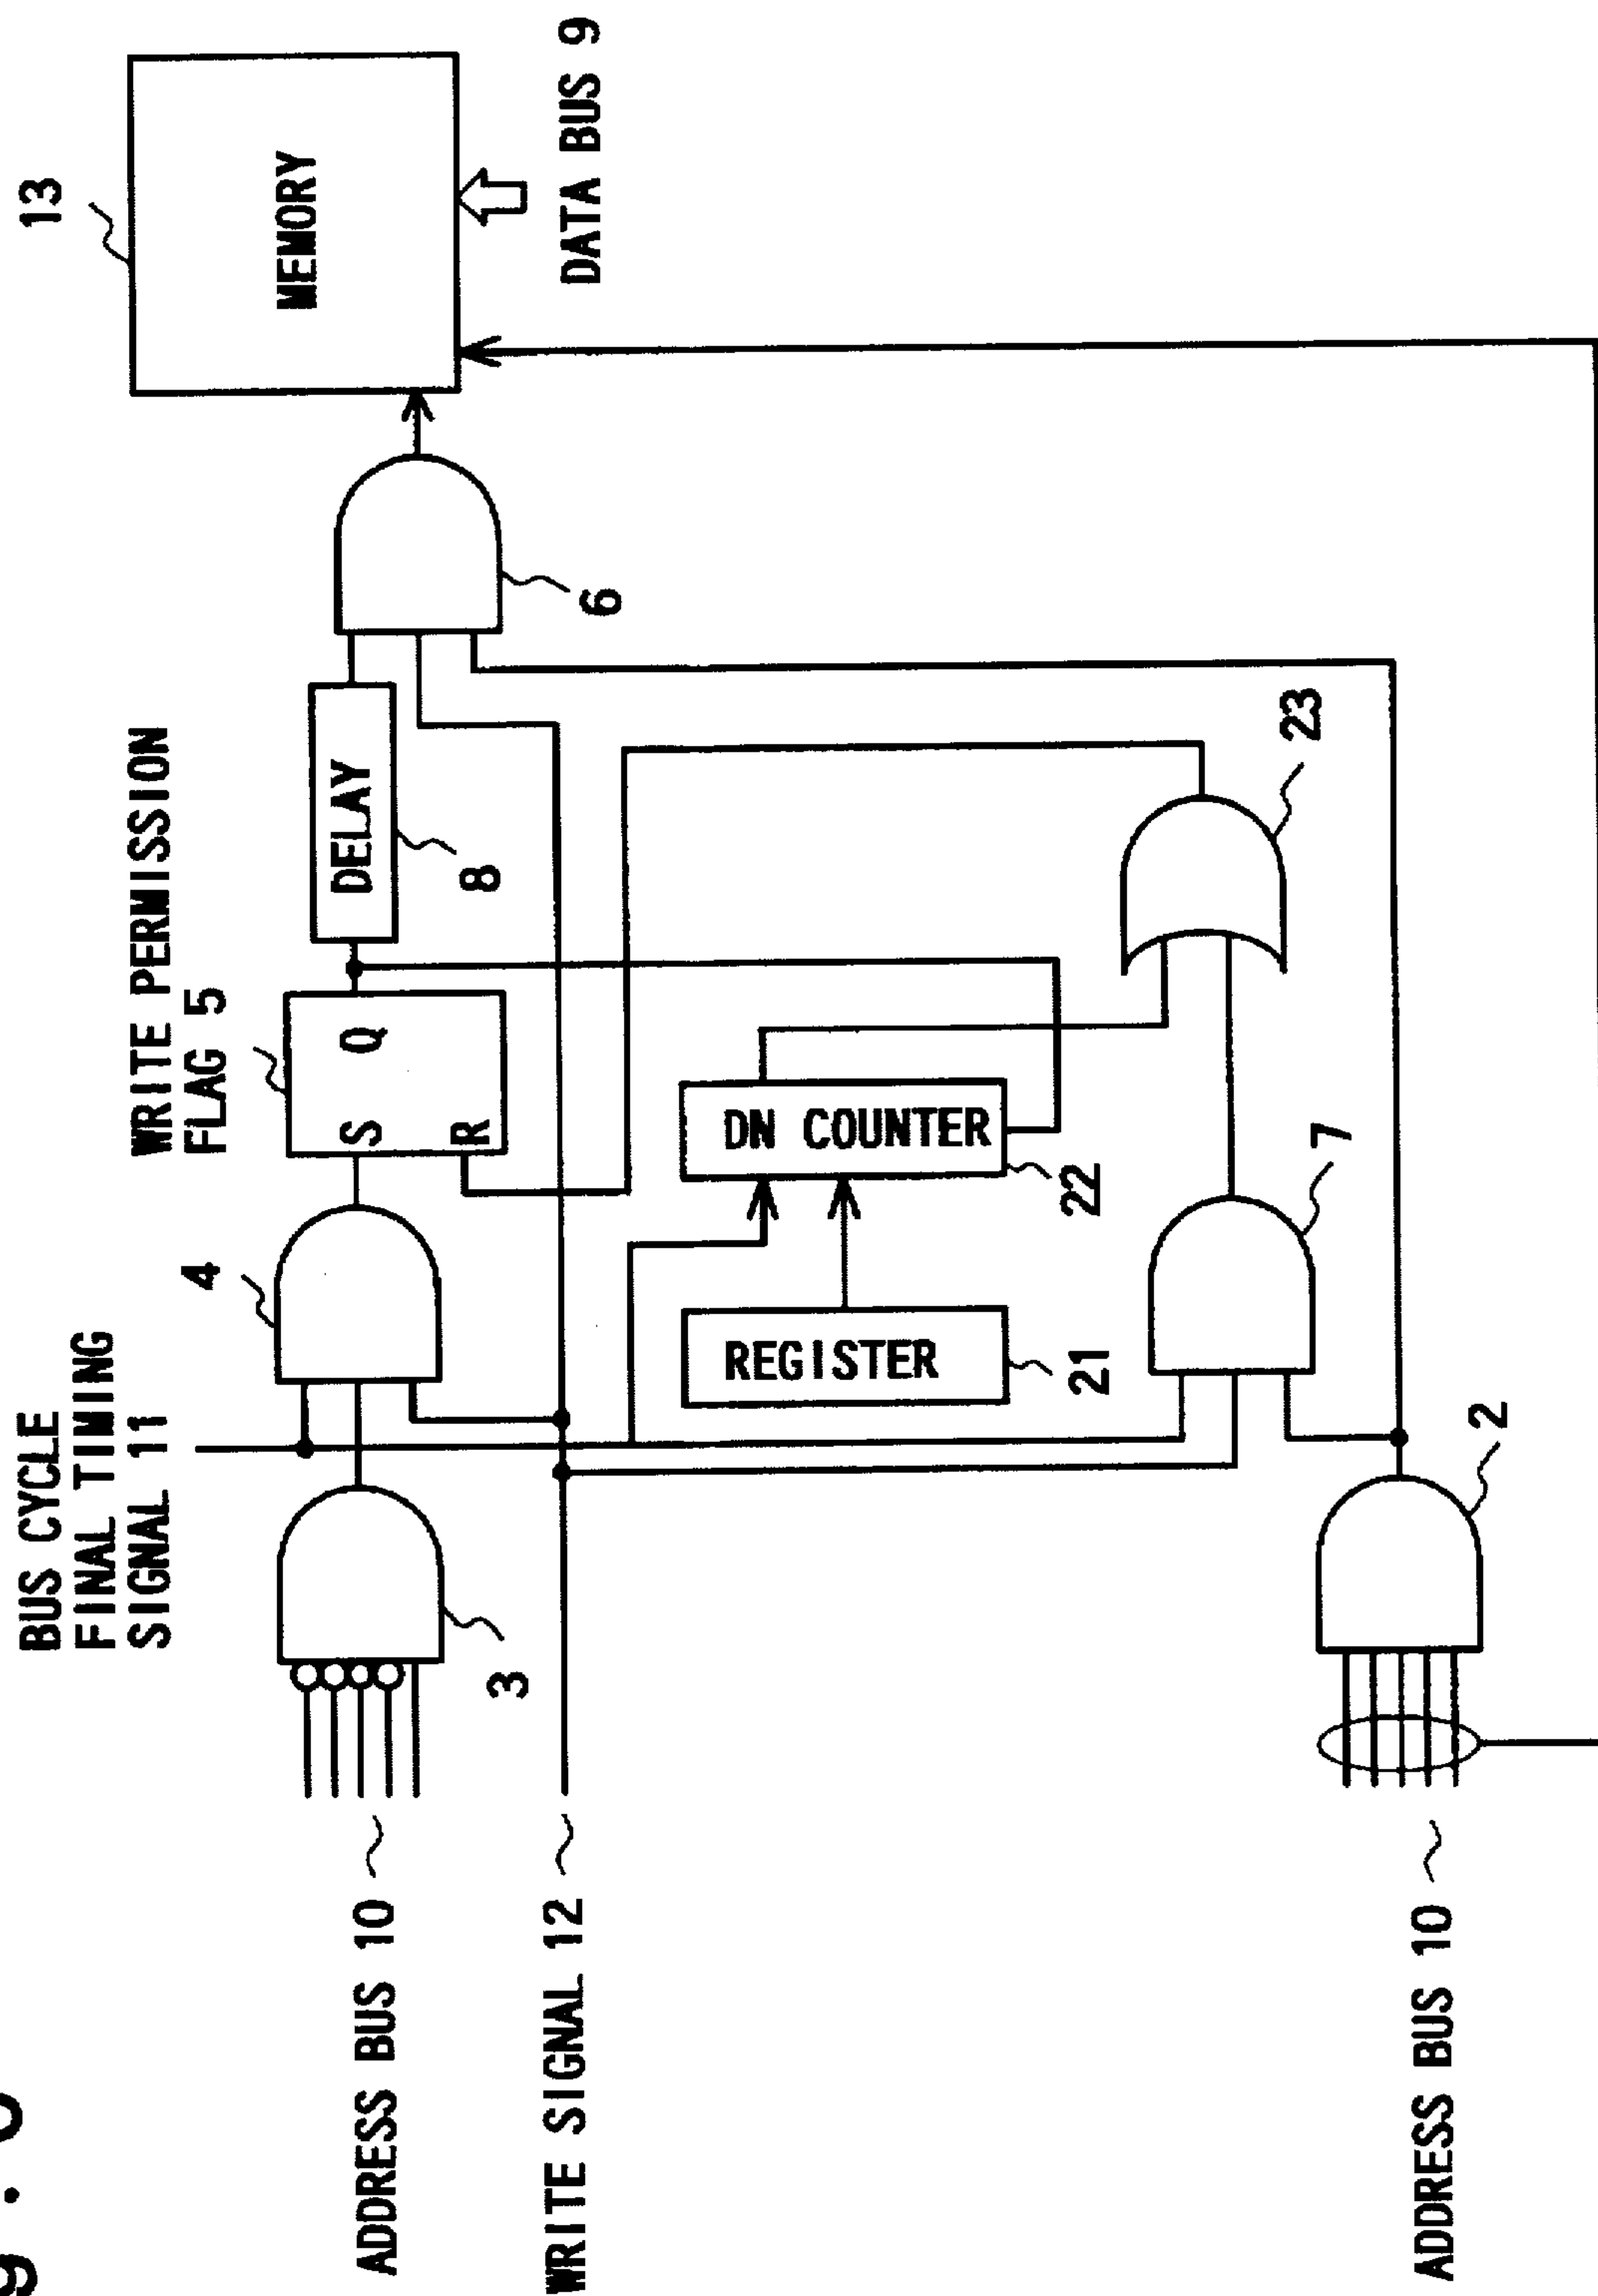 BUS CYCLE
FINAL TIMING
SIGNAL 11
WRITE PERMISSION
FLAG 5
13
MEMORY
DATA BUS 9
4
S
Q
R
DELAY
8
6
3
ADDRESS BUS 10
WRITE SIGNAL 12
REGISTER
21
DN COUNTER
22
23
7
2
ADDRESS BUS 10